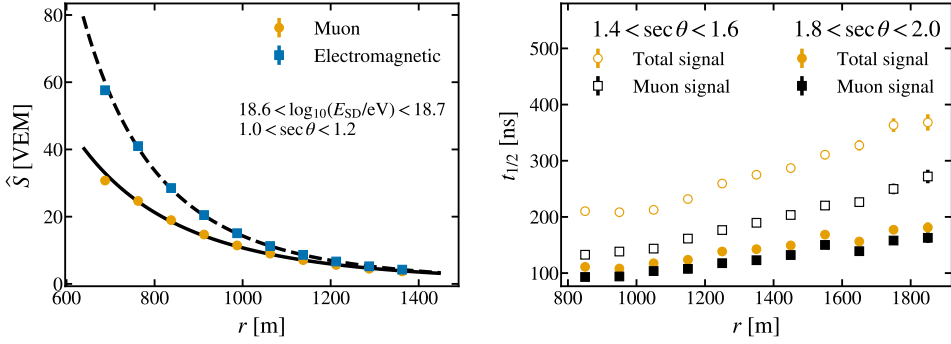 Ŝ [VEM]
80
60
40
20
0
Muon
Electromagnetic
18.6 < log₁₀(E_SD/eV) < 18.7
1.0 < sec θ < 1.2
600 800 1000 1200 1400
r [m]
t₁/₂ [ns]
500
400
300
200
100
1.4 < sec θ < 1.6 1.8 < sec θ < 2.0
Total signal Total signal
Muon signal Muon signal
800 1000 1200 1400 1600 1800
r [m]